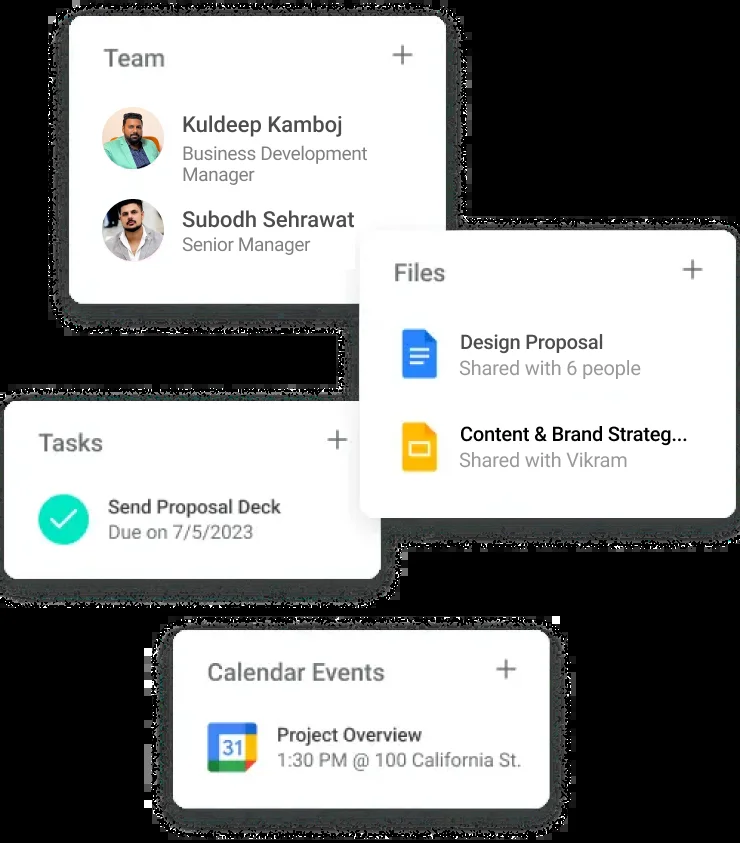 Team
Kuldeep Kamboj
Business Development
Manager
Subodh Sehrawat
Senior Manager
Files
Design Proposal
Shared with 6 people
Content & Brand Strateg...
Shared with Vikram
Tasks
Send Proposal Deck
Due on 7/5/2023
Calendar Events
31
Project Overview
1:30 PM @ 100 California St.